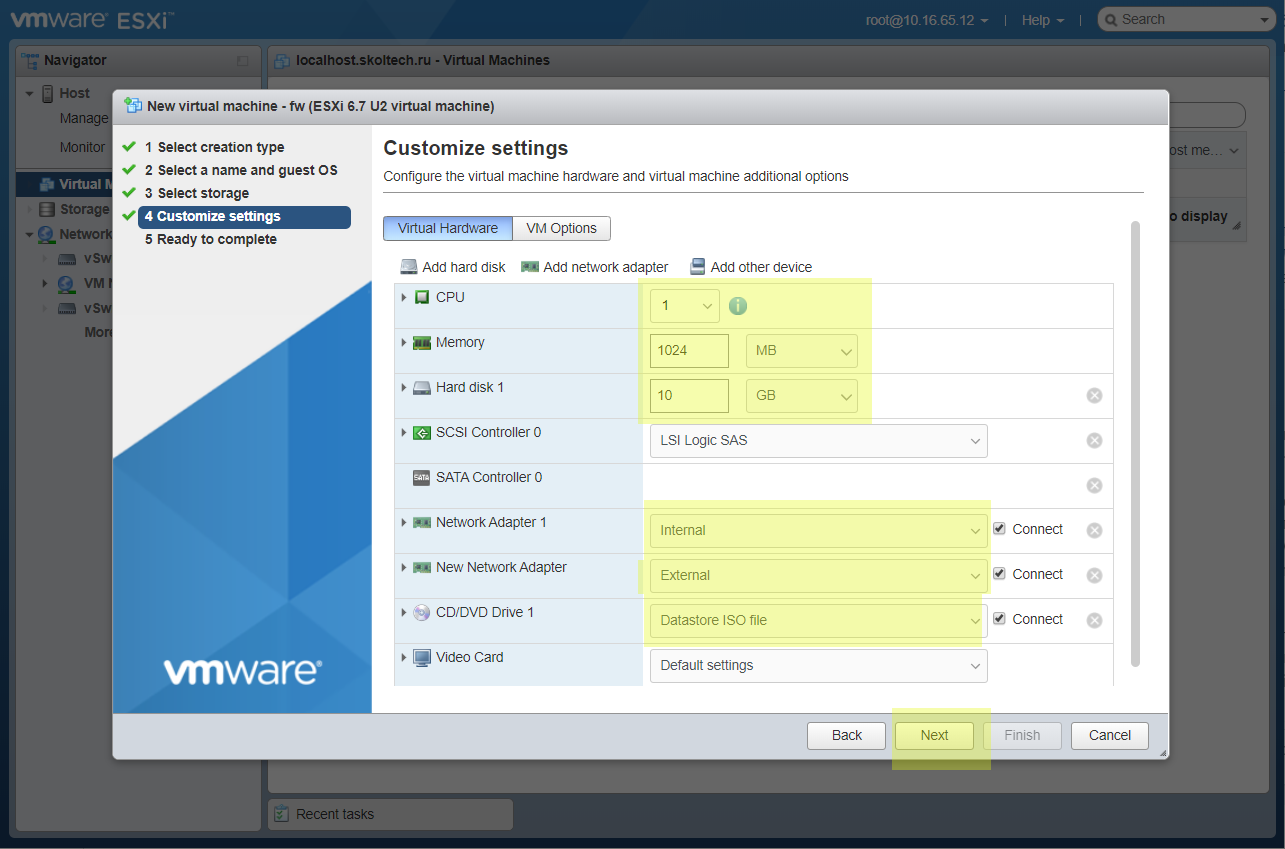 vmware ESXi™
root@10.16.65.12 | Help | Search
Navigator
localhost.skoltech.ru - Virtual Machines
Host
Manage
Monitor
Virtual M
Storage
Network
vSw
VM N
vSw
More
ost me...
o display
New virtual machine - fw (ESXi 6.7 U2 virtual machine)
1 Select creation type
2 Select a name and guest OS
3 Select storage
4 Customize settings
5 Ready to complete
vmware®
Customize settings
Configure the virtual machine hardware and virtual machine additional options
Virtual Hardware VM Options
Add hard disk Add network adapter Add other device
CPU 1
Memory 1024 MB
Hard disk 1 10 GB
SCSI Controller 0 LSI Logic SAS
SATA SATA Controller 0
Network Adapter 1 Internal Connect
New Network Adapter External Connect
CD/DVD Drive 1 Datastore ISO file Connect
Video Card Default settings
Back Next Finish Cancel
Recent tasks